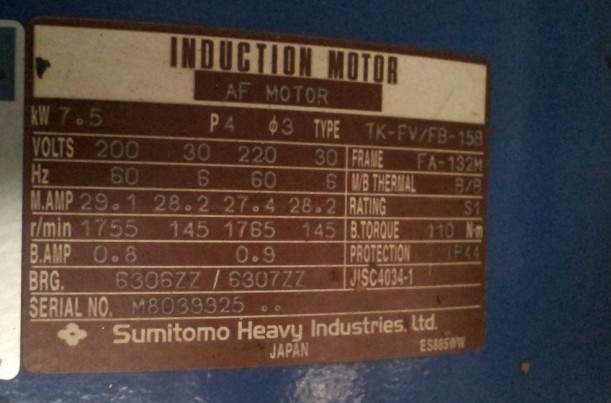 INDUCTION MOTOR
AF MOTOR
kW 7.5 P 4 φ3 TYPE TK-FV/FB-15B
VOLTS 200 30 220 30 FRAME FA-132M
Hz 60 6 60 6 M/B THERMAL B/B
M.AMP 29.1 28.2 27.4 28.2 RATING S1
r/min 1755 145 1765 145 B.TORQUE 110 N·m
B.AMP 0.8 0.9 PROTECTION IP44
BRG. 6306ZZ / 6307ZZ JISC4034-1
SERIAL NO. M8039925 ..
Sumitomo Heavy Industries, Ltd.
JAPAN ES885WW